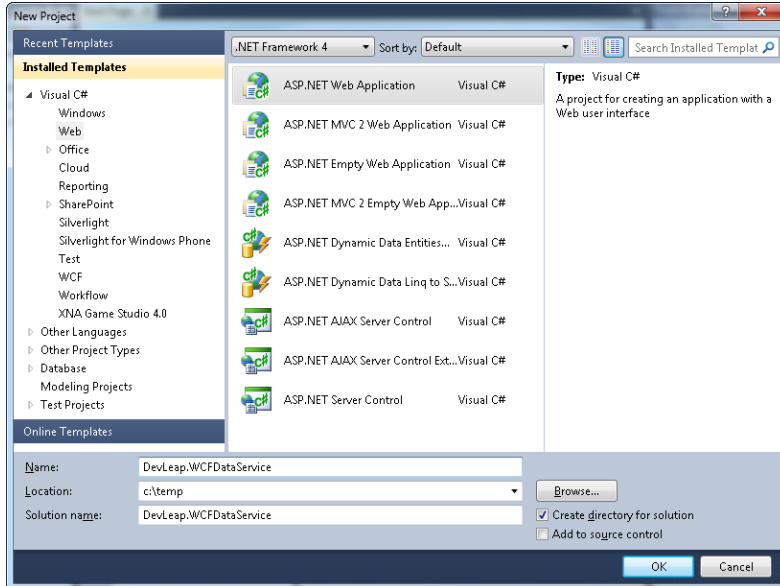 New Project
Recent Templates
Installed Templates
Visual C#
Windows
Web
Office
Cloud
Reporting
SharePoint
Silverlight
Silverlight for Windows Phone
Test
WCF
Workflow
XNA Game Studio 4.0
Other Languages
Other Project Types
Database
Modeling Projects
Test Projects
Online Templates
.NET Framework 4 Sort by: Default Search Installed Templat
ASP.NET Web Application Visual C#
ASP.NET MVC 2 Web Application Visual C#
ASP.NET Empty Web Application Visual C#
ASP.NET MVC 2 Empty Web App...Visual C#
ASP.NET Dynamic Data Entities... Visual C#
ASP.NET Dynamic Data Linq to S...Visual C#
ASP.NET AJAX Server Control Visual C#
ASP.NET AJAX Server Control Ext...Visual C#
ASP.NET Server Control Visual C#
Type: Visual C#
A project for creating an application with a
Web user interface
Name: DevLeap.WCFDataService
Location: c:\temp Browse...
Solution name: DevLeap.WCFDataService Create directory for solution
Add to source control
OK Cancel